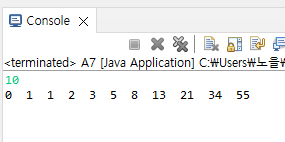 Console
<terminated> A7 [Java Application] C:₩Users₩노을₩
10
0 1 1 2 3 5 8 13 21 34 55